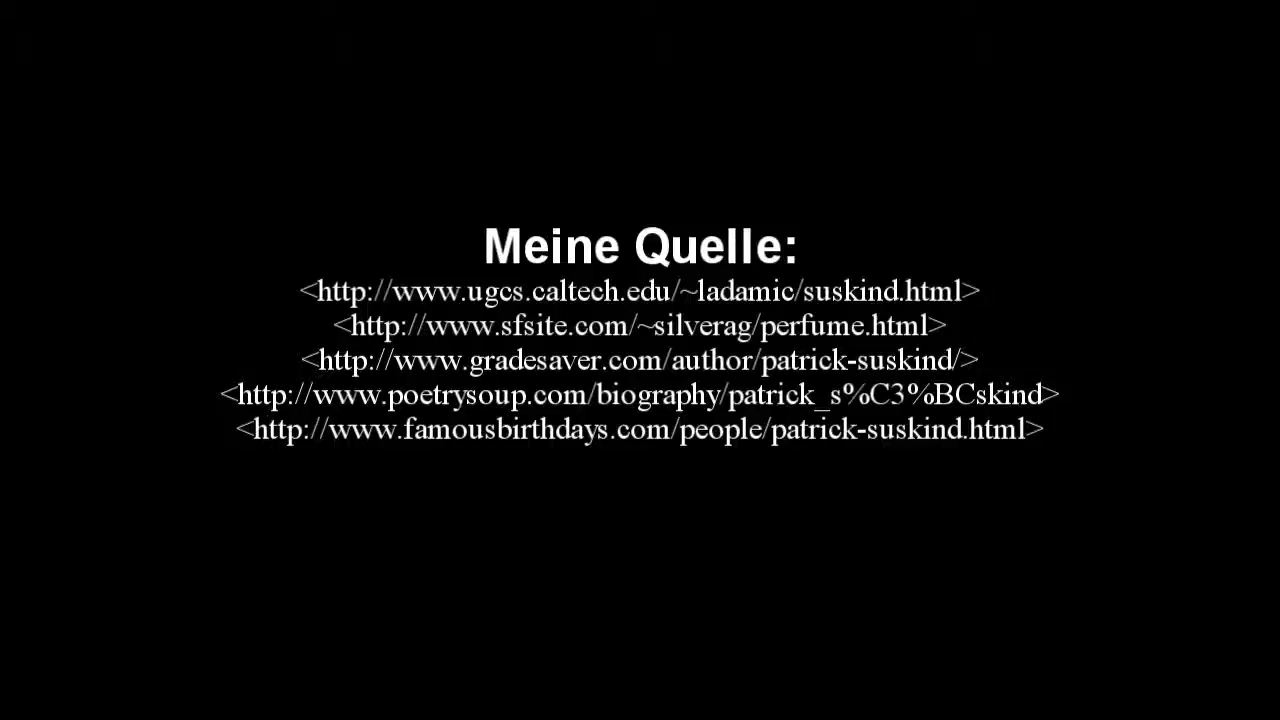 Meine Quelle:
<http://www.ugcs.caltech.edu/~ladamic/suskind.html>
<http://www.sfsite.com/~silverag/perfume.html>
<http://www.gradesaver.com/author/patrick-suskind/>
<http://www.poetrysoup.com/biography/patrick_s%C3%BCskind>
<http://www.famousbirthdays.com/people/patrick-suskind.html>